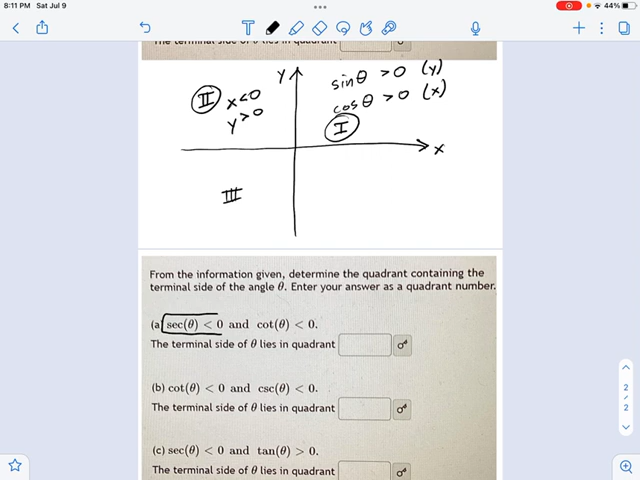 8:11 PM Sat Jul 9
44%
T
Y
sinθ >0 (y)
II x<0
cosθ >0 (x)
y>0
I
x
III
From the information given, determine the quadrant containing the
terminal side of the angle θ. Enter your answer as a quadrant number.
(a) sec(θ) < 0 and cot(θ) < 0.
The terminal side of θ lies in quadrant
(b) cot(θ) < 0 and csc(θ) < 0.
The terminal side of θ lies in quadrant
(c) sec(θ) < 0 and tan(θ) > 0.
The terminal side of θ lies in quadrant
2
/
2